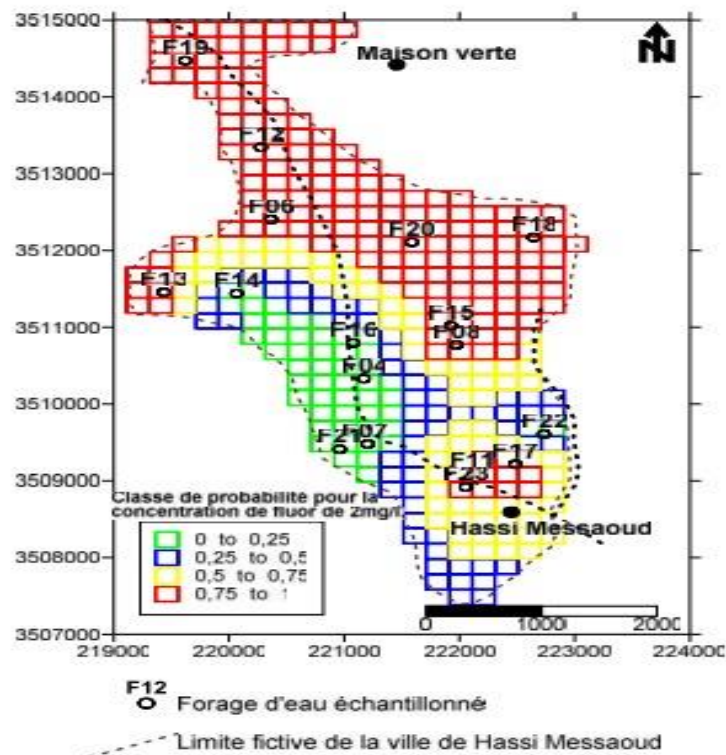 3515000
F19
Maison verte
N
3514000
F12
3513000
F06
F20
F18
3512000
F13
F14
F15
3511000
F16
F08
F04
3510000
F22
F07
F21
F11
F17
3509000
F23
Classe de probabilité pour la
concentration de fluor de 2mg/l
Hassi Messaoud
0 to 0,25
0,25 to 0,5
3508000
0,5 to 0,75
0,75 to 1
0 1000 2000
3507000
219000 220000 221000 222000 223000 224000
F12
Forage d'eau échantillonné
Limite fictive de la ville de Hassi Messaoud